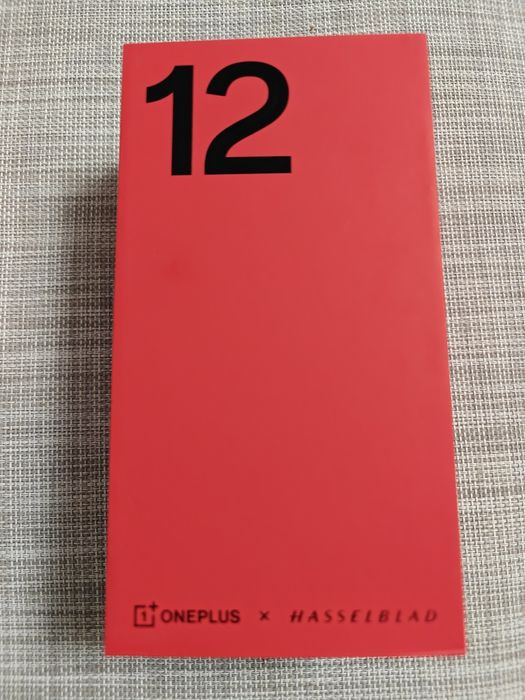 12
1+ ONEPLUS × HASSELBLAD